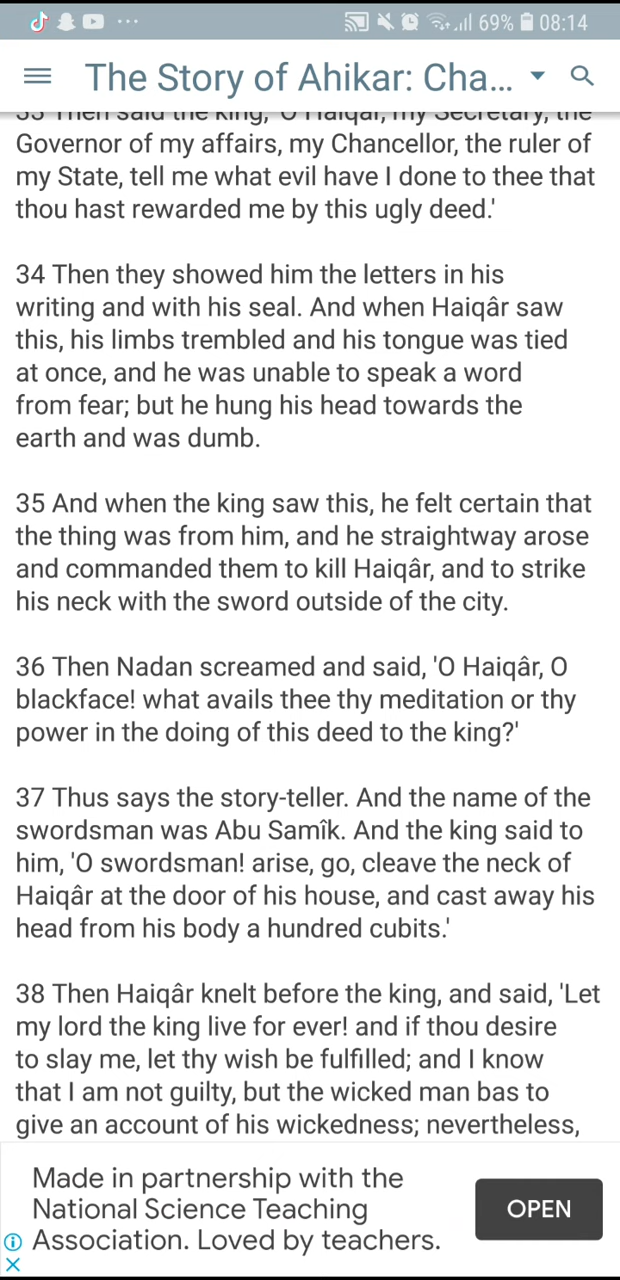 69% 08:14
The Story of Ahikar: Cha...
33 Then said the king, 'O Haiqâr, my Secretary, the
Governor of my affairs, my Chancellor, the ruler of
my State, tell me what evil have I done to thee that
thou hast rewarded me by this ugly deed.'
34 Then they showed him the letters in his
writing and with his seal. And when Haiqâr saw
this, his limbs trembled and his tongue was tied
at once, and he was unable to speak a word
from fear; but he hung his head towards the
earth and was dumb.
35 And when the king saw this, he felt certain that
the thing was from him, and he straightway arose
and commanded them to kill Haiqâr, and to strike
his neck with the sword outside of the city.
36 Then Nadan screamed and said, 'O Haiqâr, O
blackface! what avails thee thy meditation or thy
power in the doing of this deed to the king?'
37 Thus says the story-teller. And the name of the
swordsman was Abu Samîk. And the king said to
him, 'O swordsman! arise, go, cleave the neck of
Haiqâr at the door of his house, and cast away his
head from his body a hundred cubits.'
38 Then Haiqâr knelt before the king, and said, 'Let
my lord the king live for ever! and if thou desire
to slay me, let thy wish be fulfilled; and I know
that I am not guilty, but the wicked man bas to
give an account of his wickedness; nevertheless,
Made in partnership with the
National Science Teaching
Association. Loved by teachers.
OPEN